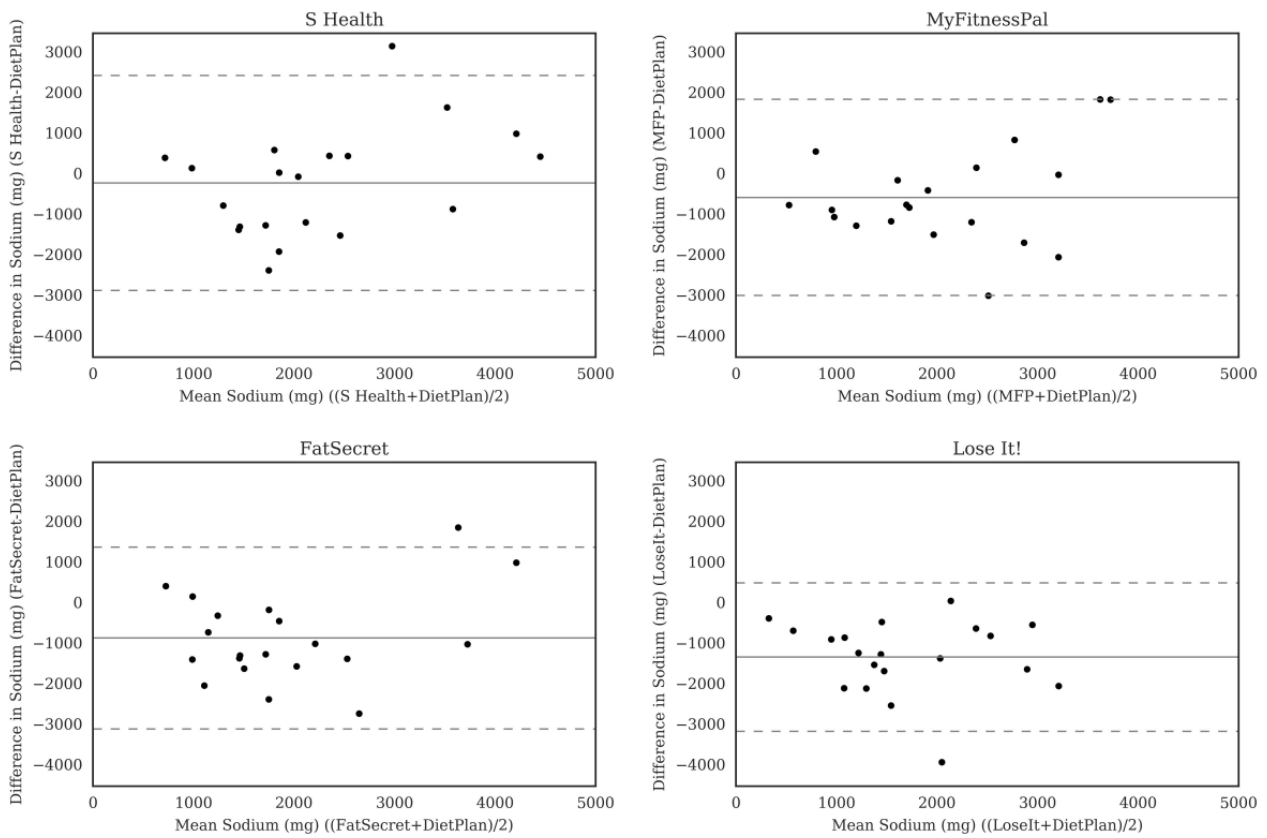 S Health
Difference in Sodium (mg) (S Health-DietPlan)
3000
2000
1000
0
−1000
−2000
−3000
−4000
0 1000 2000 3000 4000 5000
Mean Sodium (mg) ((S Health+DietPlan)/2)
MyFitnessPal
Difference in Sodium (mg) (MFP-DietPlan)
3000
2000
1000
0
−1000
−2000
−3000
−4000
0 1000 2000 3000 4000 5000
Mean Sodium (mg) ((MFP+DietPlan)/2)
FatSecret
Difference in Sodium (mg) (FatSecret-DietPlan)
3000
2000
1000
0
−1000
−2000
−3000
−4000
0 1000 2000 3000 4000 5000
Mean Sodium (mg) ((FatSecret+DietPlan)/2)
Lose It!
Difference in Sodium (mg) (LoseIt-DietPlan)
3000
2000
1000
0
−1000
−2000
−3000
−4000
0 1000 2000 3000 4000 5000
Mean Sodium (mg) ((LoseIt+DietPlan)/2)